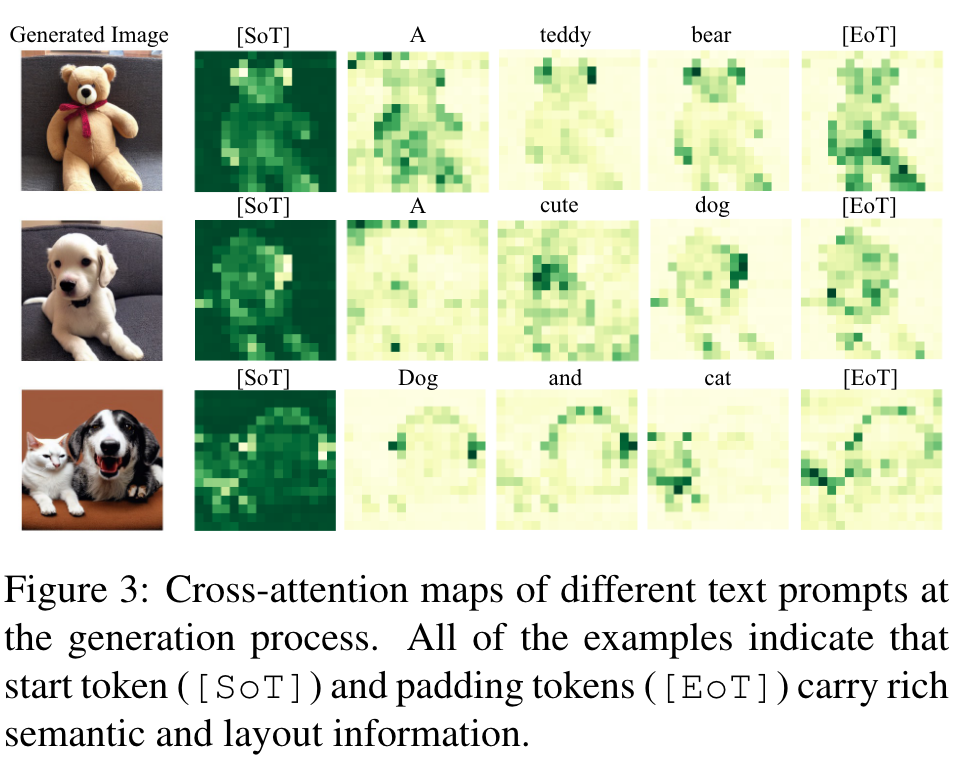 Generated Image [SoT] A teddy bear [EoT]
[SoT] A cute dog [EoT]
[SoT] Dog and cat [EoT]
Figure 3: Cross-attention maps of different text prompts at
the generation process. All of the examples indicate that
start token ([SoT]) and padding tokens ([EoT]) carry rich
semantic and layout information.